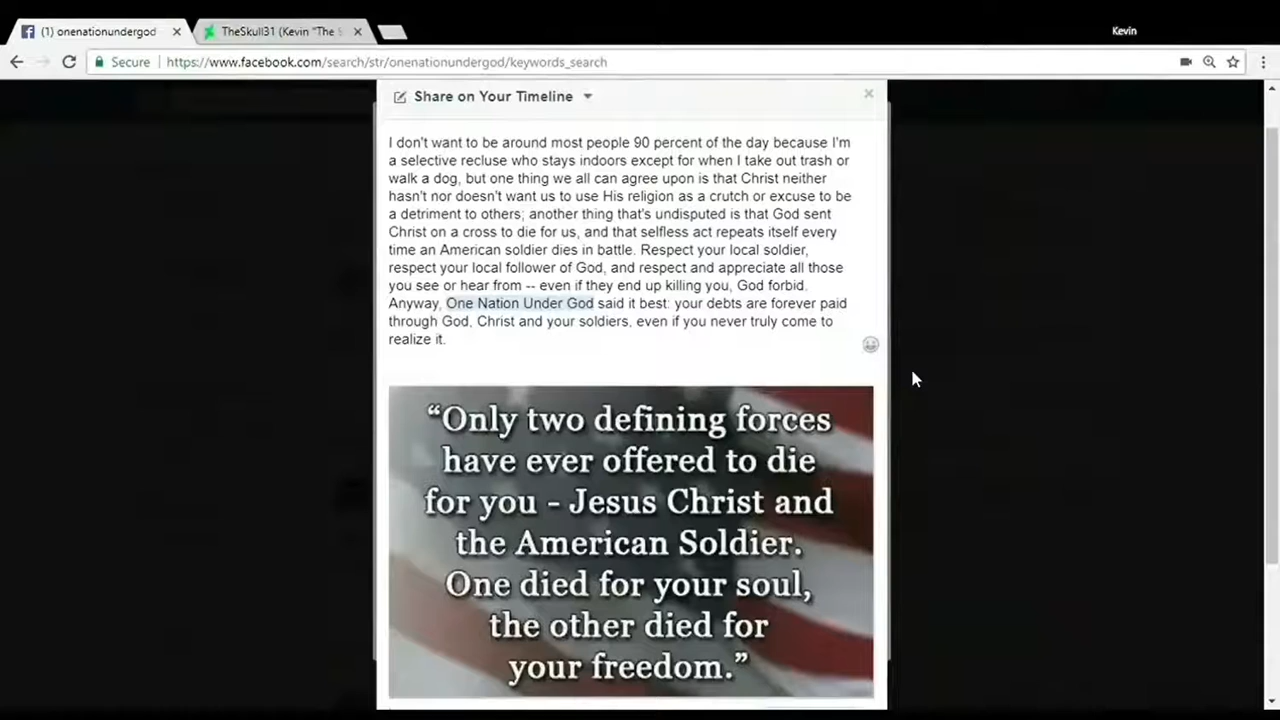 (1) onenationundergod
TheSkull31 (Kevin "The S
Kevin
Secure
https://www.facebook.com/search/str/onenationundergod/keywords_search
Share on Your Timeline
I don't want to be around most people 90 percent of the day because I'm
a selective recluse who stays indoors except for when I take out trash or
walk a dog, but one thing we all can agree upon is that Christ neither
hasn't nor doesn't want us to use His religion as a crutch or excuse to be
a detriment to others; another thing that's undisputed is that God sent
Christ on a cross to die for us, and that selfless act repeats itself every
time an American soldier dies in battle. Respect your local soldier,
respect your local follower of God, and respect and appreciate all those
you see or hear from -- even if they end up killing you, God forbid.
Anyway, One Nation Under God said it best: your debts are forever paid
through God, Christ and your soldiers, even if you never truly come to
realize it.
“Only two defining forces
have ever offered to die
for you - Jesus Christ and
the American Soldier.
One died for your soul,
the other died for
your freedom.”